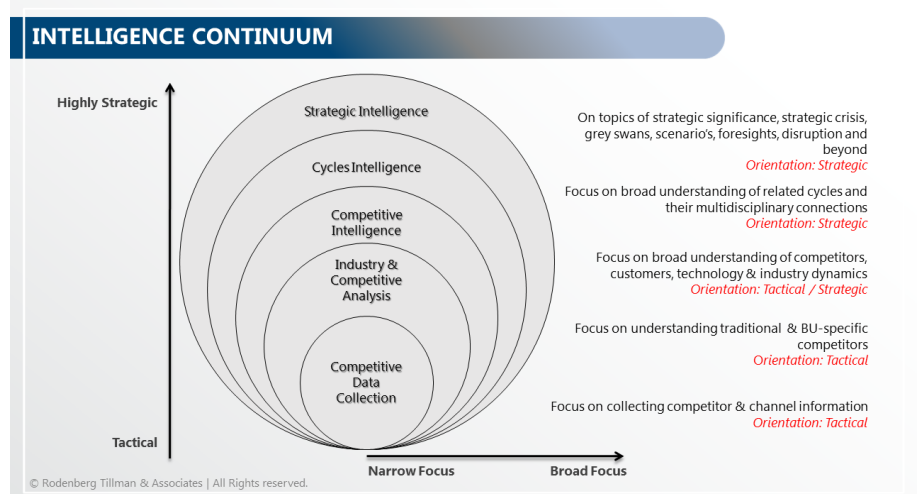 INTELLIGENCE CONTINUUM
Highly Strategic
Strategic Intelligence
Cycles Intelligence
Competitive
Intelligence
Industry &
Competitive
Analysis
Competitive
Data
Collection
Tactical
Narrow Focus
Broad Focus
On topics of strategic significance, strategic crisis,
grey swans, scenario's, foresights, disruption and
beyond
Orientation: Strategic
Focus on broad understanding of related cycles and
their multidisciplinary connections
Orientation: Strategic
Focus on broad understanding of competitors,
customers, technology & industry dynamics
Orientation: Tactical / Strategic
Focus on understanding traditional & BU-specific
competitors
Orientation: Tactical
Focus on collecting competitor & channel information
Orientation: Tactical
© Rodenberg Tillman & Associates | All Rights reserved.